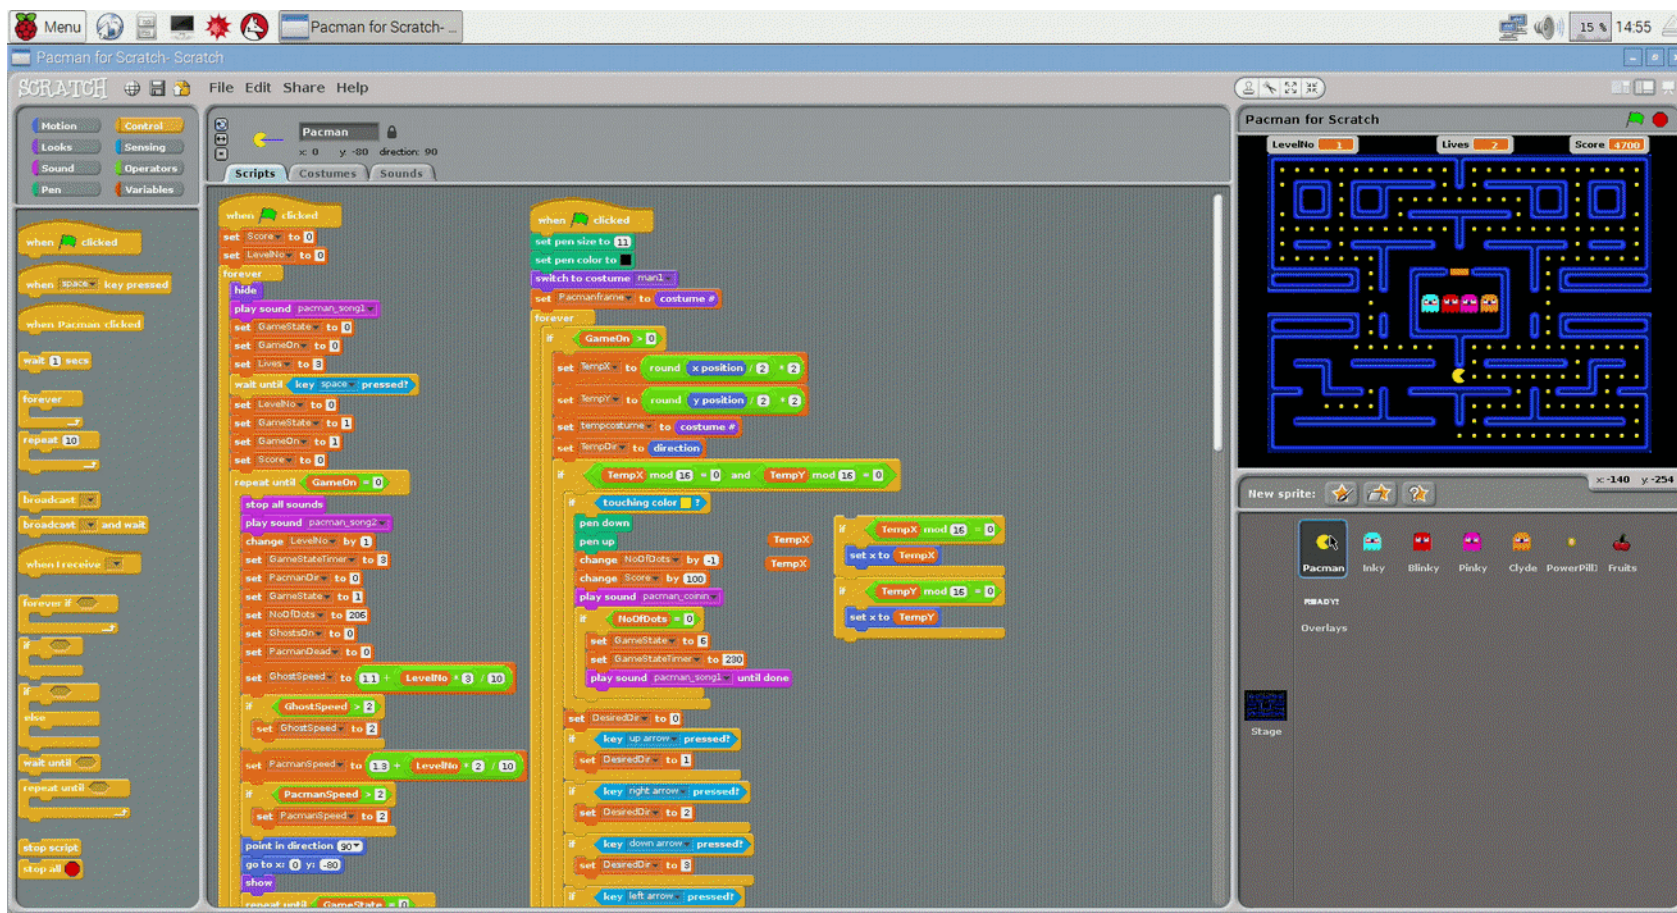 Menu
Pacman for Scratch- ...
15 %
14:55
Pacman for Scratch- Scratch
SCRATCH
File Edit Share Help
Motion Control
Looks Sensing
Sound Operators
Pen Variables
when clicked
when space key pressed
when Pacman clicked
wait 1 secs
forever
repeat 10
broadcast
broadcast and wait
when I receive
forever if
if
if
else
wait until
repeat until
stop script
stop all
Pacman
x: 0 y: -80 direction: 90
Scripts Costumes Sounds
when clicked
set Score to 0
set LevelNo to 0
forever
hide
play sound pacman_song1
set GameState to 0
set GameOn to 0
set Lives to 3
wait until key space pressed?
set LevelNo to 0
set GameState to 1
set GameOn to 1
set Score to 0
repeat until GameOn = 0
stop all sounds
play sound pacman_song2
change LevelNo by 1
set GameStateTimer to 3
set PacmanDir to 0
set GameState to 1
set NoOfDots to 206
set GhostsOn to 0
set PacmanDead to 0
set GhostSpeed to 1.1 + LevelNo * 3 / 10
if GhostSpeed > 2
set GhostSpeed to 2
set PacmanSpeed to 1.3 + LevelNo * 2 / 10
if PacmanSpeed > 2
set PacmanSpeed to 2
point in direction 90
go to x: 0 y: -80
show
repeat until GameState = 0
when clicked
set pen size to 11
set pen color to
switch to costume man1
set Pacmanframe to costume #
forever
if GameOn > 0
set TempX to round x position / 2 * 2
set TempY to round y position / 2 * 2
set tempcostume to costume #
set TempDir to direction
if TempX mod 16 = 0 and TempY mod 16 = 0
if touching color ?
pen down
pen up
change NoOfDots by -1
change Score by 100
play sound pacman_coinin
if NoOfDots = 0
set GameState to 6
set GameStateTimer to 230
play sound pacman_song1 until done
set DesiredDir to 0
if key up arrow pressed?
set DesiredDir to 1
if key right arrow pressed?
set DesiredDir to 2
if key down arrow pressed?
set DesiredDir to 3
if key left arrow pressed?
TempX
TempX
if TempX mod 16 = 0
set x to TempX
if TempY mod 16 = 0
set x to TempY
Pacman for Scratch
LevelNo 1 Lives 2 Score 4700
x: -140 y: -254
New sprite:
Pacman Inky Blinky Pinky Clyde PowerPill
Fruits
READY!
Overlays
Stage